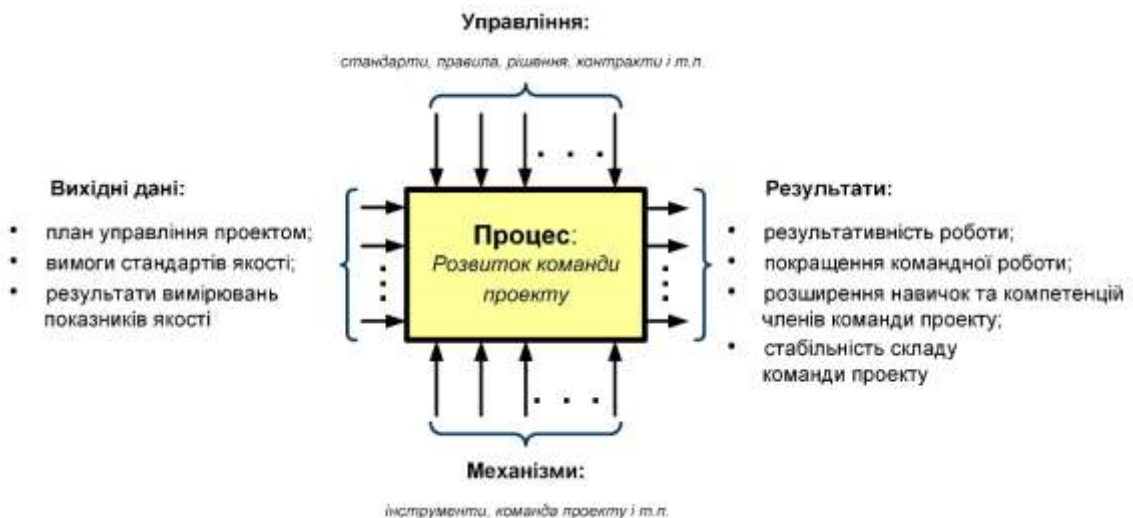 Управління:
стандарти, правила, рішення, контракти і т.п.
Вихідні дані:
• план управління проектом;
• вимоги стандартів якості;
• результати вимірювань
показників якості
Процес:
Розвиток команди
проекту
Результати:
• результативність роботи;
• покращення командної роботи;
• розширення навичок та компетенцій
членів команди проекту;
• стабільність складу
команди проекту
Механізми:
інструменти, команда проекту і т.п.